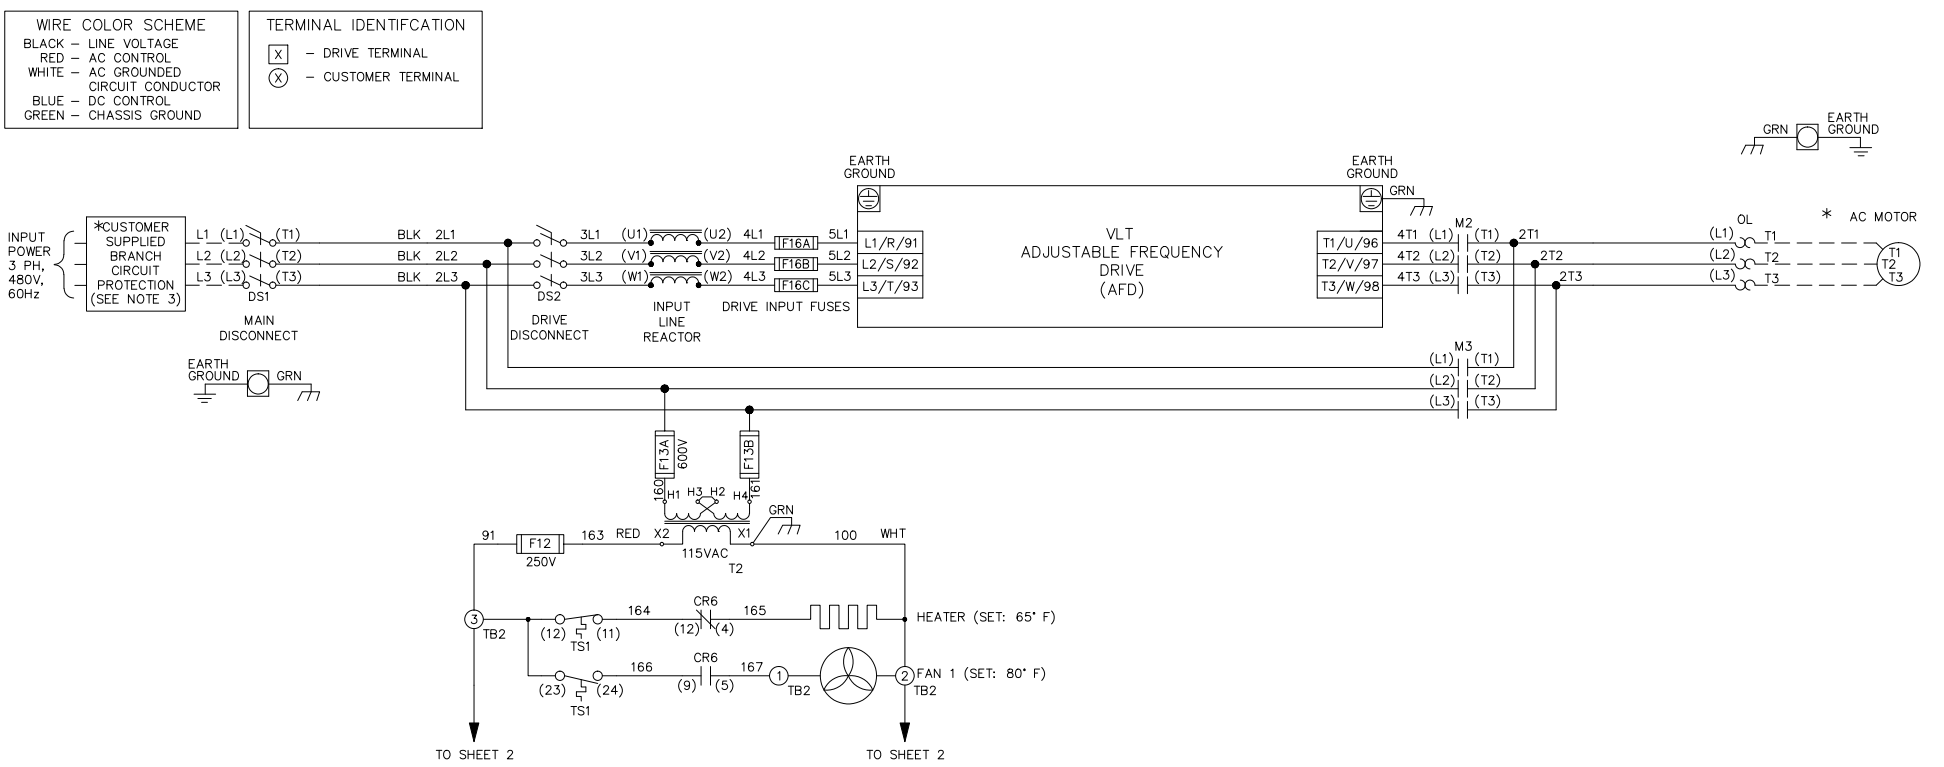 WIRE COLOR SCHEME
BLACK – LINE VOLTAGE
RED – AC CONTROL
WHITE – AC GROUNDED
CIRCUIT CONDUCTOR
BLUE – DC CONTROL
GREEN – CHASSIS GROUND
TERMINAL IDENTIFCATION
X – DRIVE TERMINAL
X – CUSTOMER TERMINAL
GRN
EARTH
GROUND
EARTH
GROUND
EARTH
GROUND
GRN
INPUT
POWER
3 PH,
480V,
60Hz
*CUSTOMER
SUPPLIED
BRANCH
CIRCUIT
PROTECTION
(SEE NOTE 3)
L1 (L1) (T1) BLK 2L1 3L1 (U1) (U2) 4L1 F16A 5L1 L1/R/91
L2 (L2) (T2) BLK 2L2 3L2 (V1) (V2) 4L2 F16B 5L2 L2/S/92
L3 (L3) (T3) BLK 2L3 3L3 (W1) (W2) 4L3 F16C 5L3 L3/T/93
DS1
MAIN
DISCONNECT
DS2
DRIVE
DISCONNECT
INPUT
LINE
REACTOR
DRIVE INPUT FUSES
VLT
ADJUSTABLE FREQUENCY
DRIVE
(AFD)
M2
T1/U/96 4T1 (L1) (T1) 2T1
T2/V/97 4T2 (L2) (T2) 2T2
T3/W/98 4T3 (L3) (T3) 2T3
OL
* AC MOTOR
(L1) T1 T1
(L2) T2 T2
(L3) T3 T3
EARTH
GROUND
GRN
M3
(L1) (T1)
(L2) (T2)
(L3) (T3)
F13A
600V
F13B
160
H1 H3 H2 H4
161
GRN
91 F12 163 RED X2 X1 100 WHT
250V
115VAC
T2
3
TB2
(12) (11)
TS1
164
CR6
(12) (4)
165
HEATER (SET: 65° F)
(23) (24)
TS1
166
CR6
(9) (5)
167
1
TB2
2
TB2
FAN 1 (SET: 80° F)
TO SHEET 2
TO SHEET 2